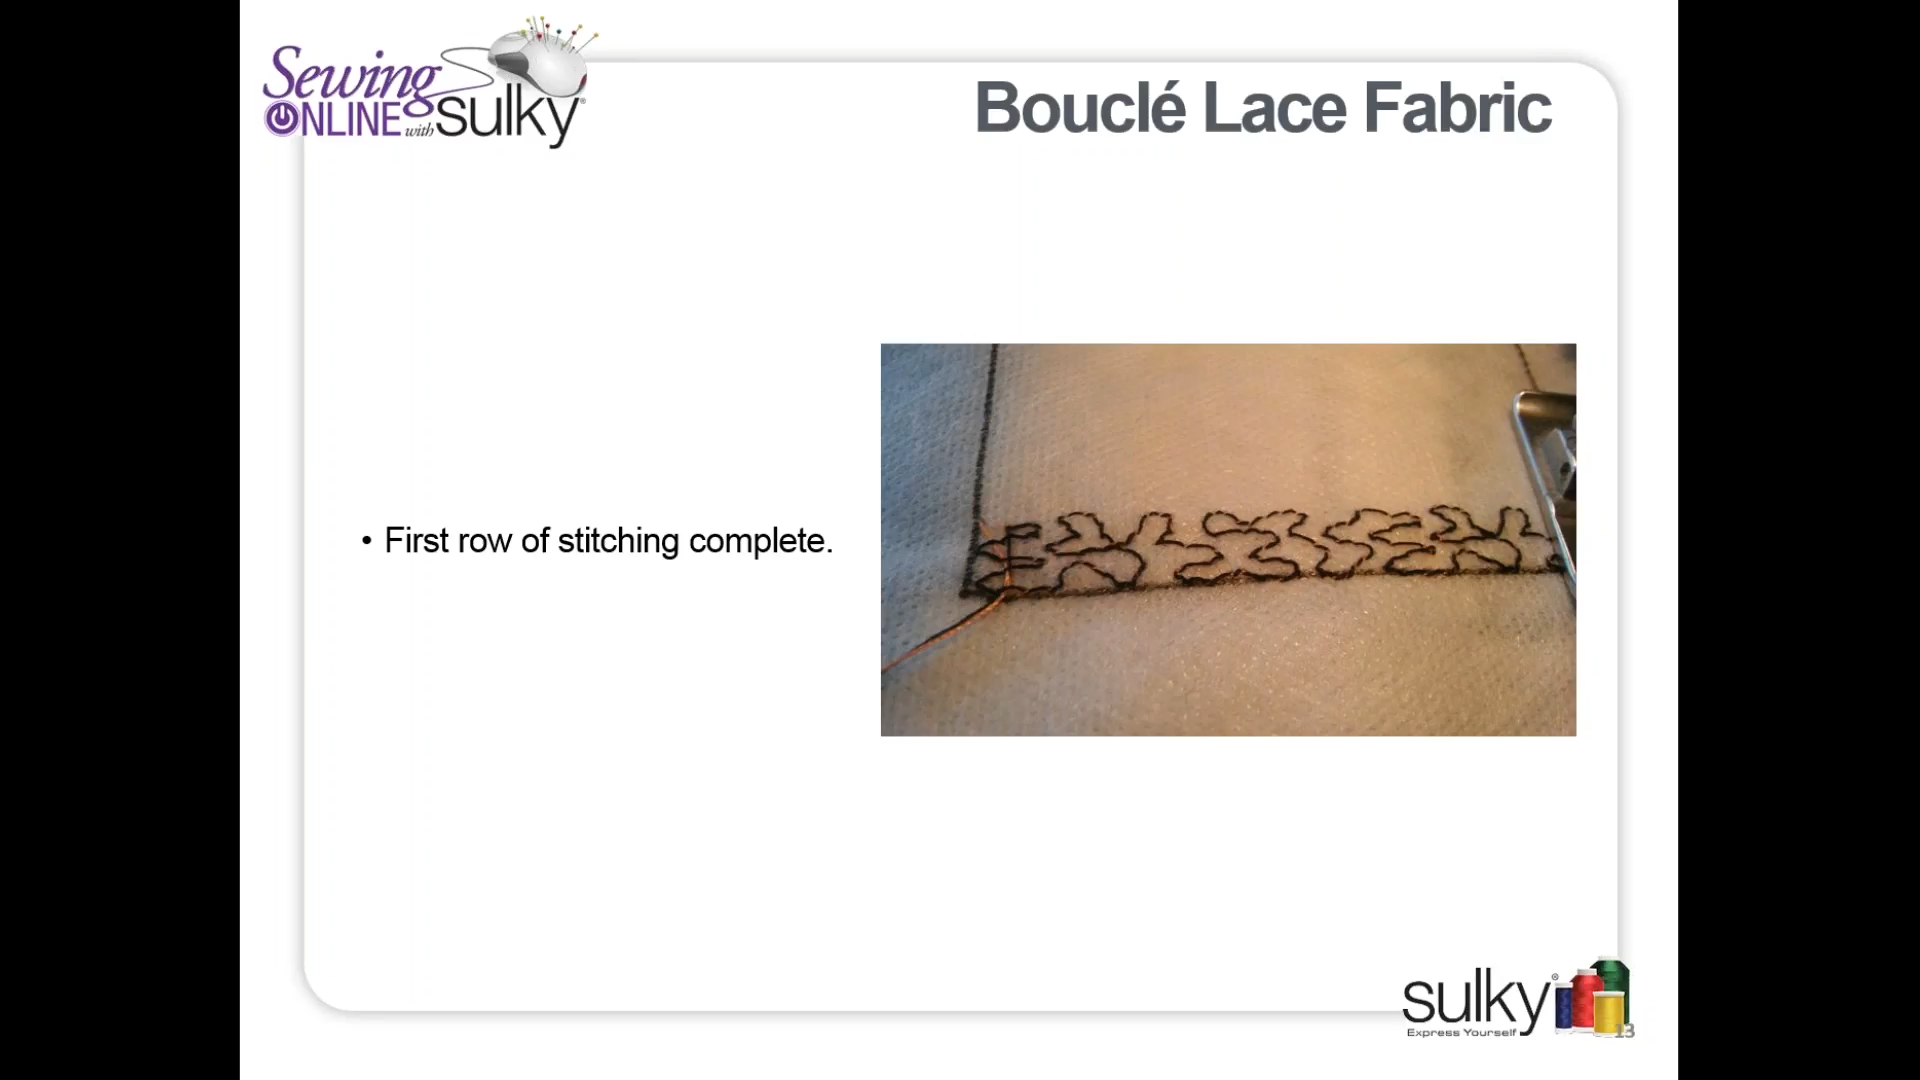 Sewing
ONLINE with sulky®
Bouclé Lace Fabric
• First row of stitching complete.
sulky®
Express Yourself
13